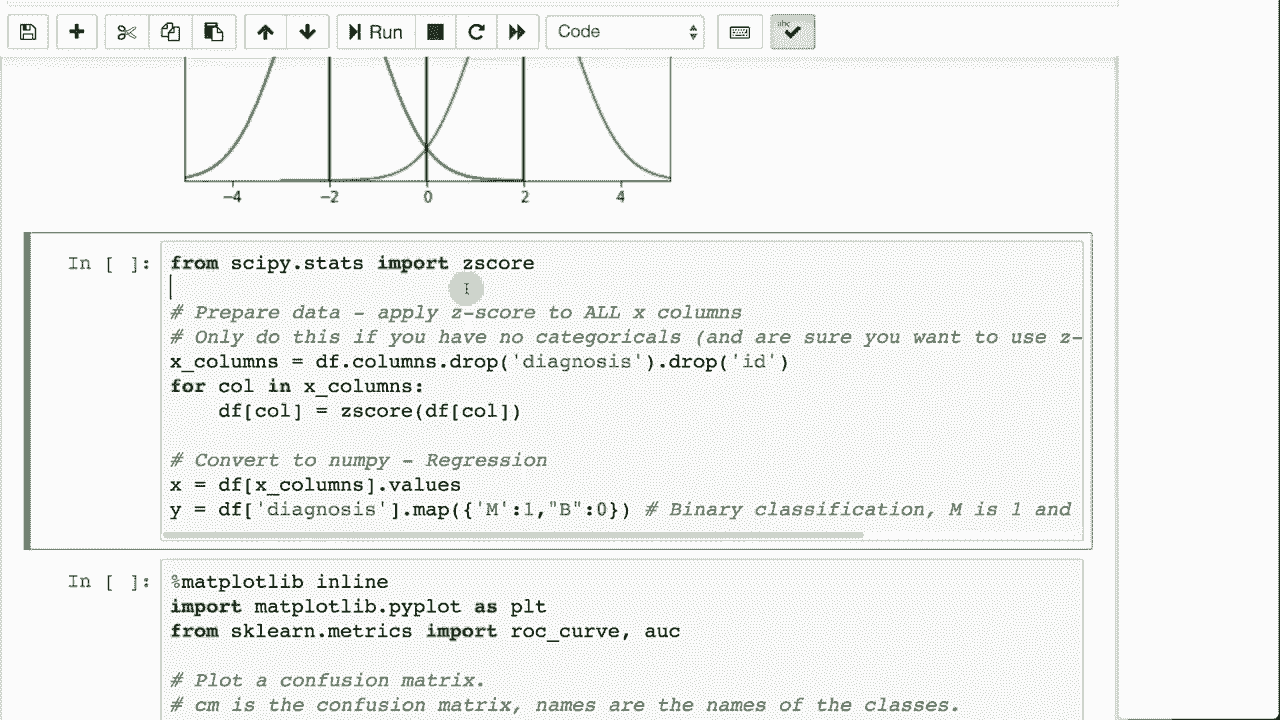 abc
Run
Code
−4 −2 0 2 4
In [ ]:
from scipy.stats import zscore
# Prepare data - apply z-score to ALL x columns
# Only do this if you have no categoricals (and are sure you want to use z-
x_columns = df.columns.drop('diagnosis').drop('id')
for col in x_columns:
    df[col] = zscore(df[col])
# Convert to numpy - Regression
x = df[x_columns].values
y = df['diagnosis'].map({'M':1,"B":0}) # Binary classification, M is 1 and
In [ ]:
%matplotlib inline
import matplotlib.pyplot as plt
from sklearn.metrics import roc_curve, auc
# Plot a confusion matrix.
# cm is the confusion matrix, names are the names of the classes.